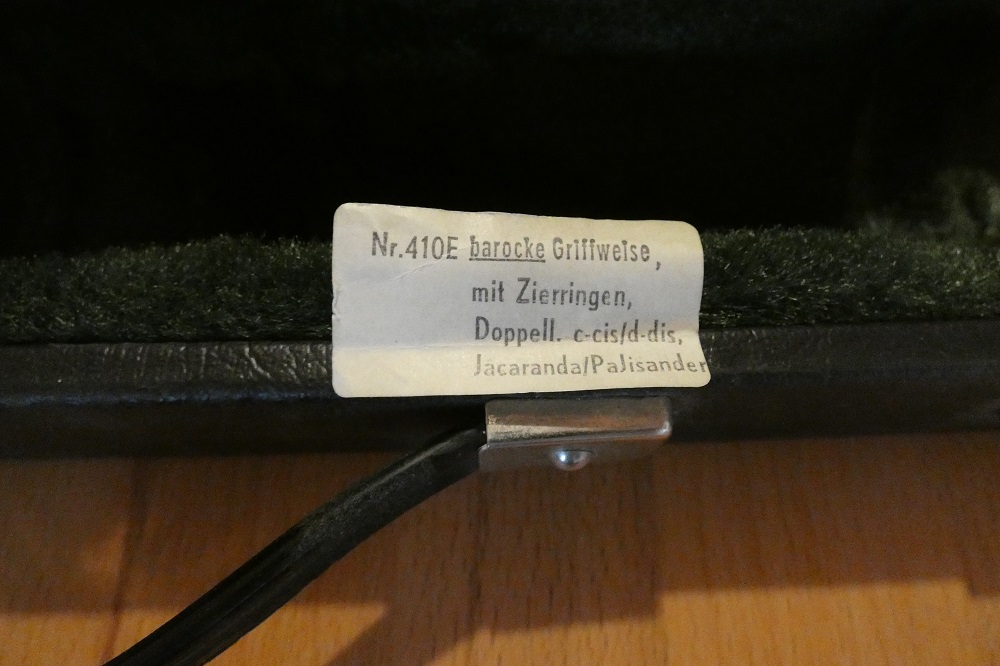 Nr.410E barocke Griffweise,
mit Zierringen,
Doppell. c-cis/d-dis,
Jacaranda/Palisander